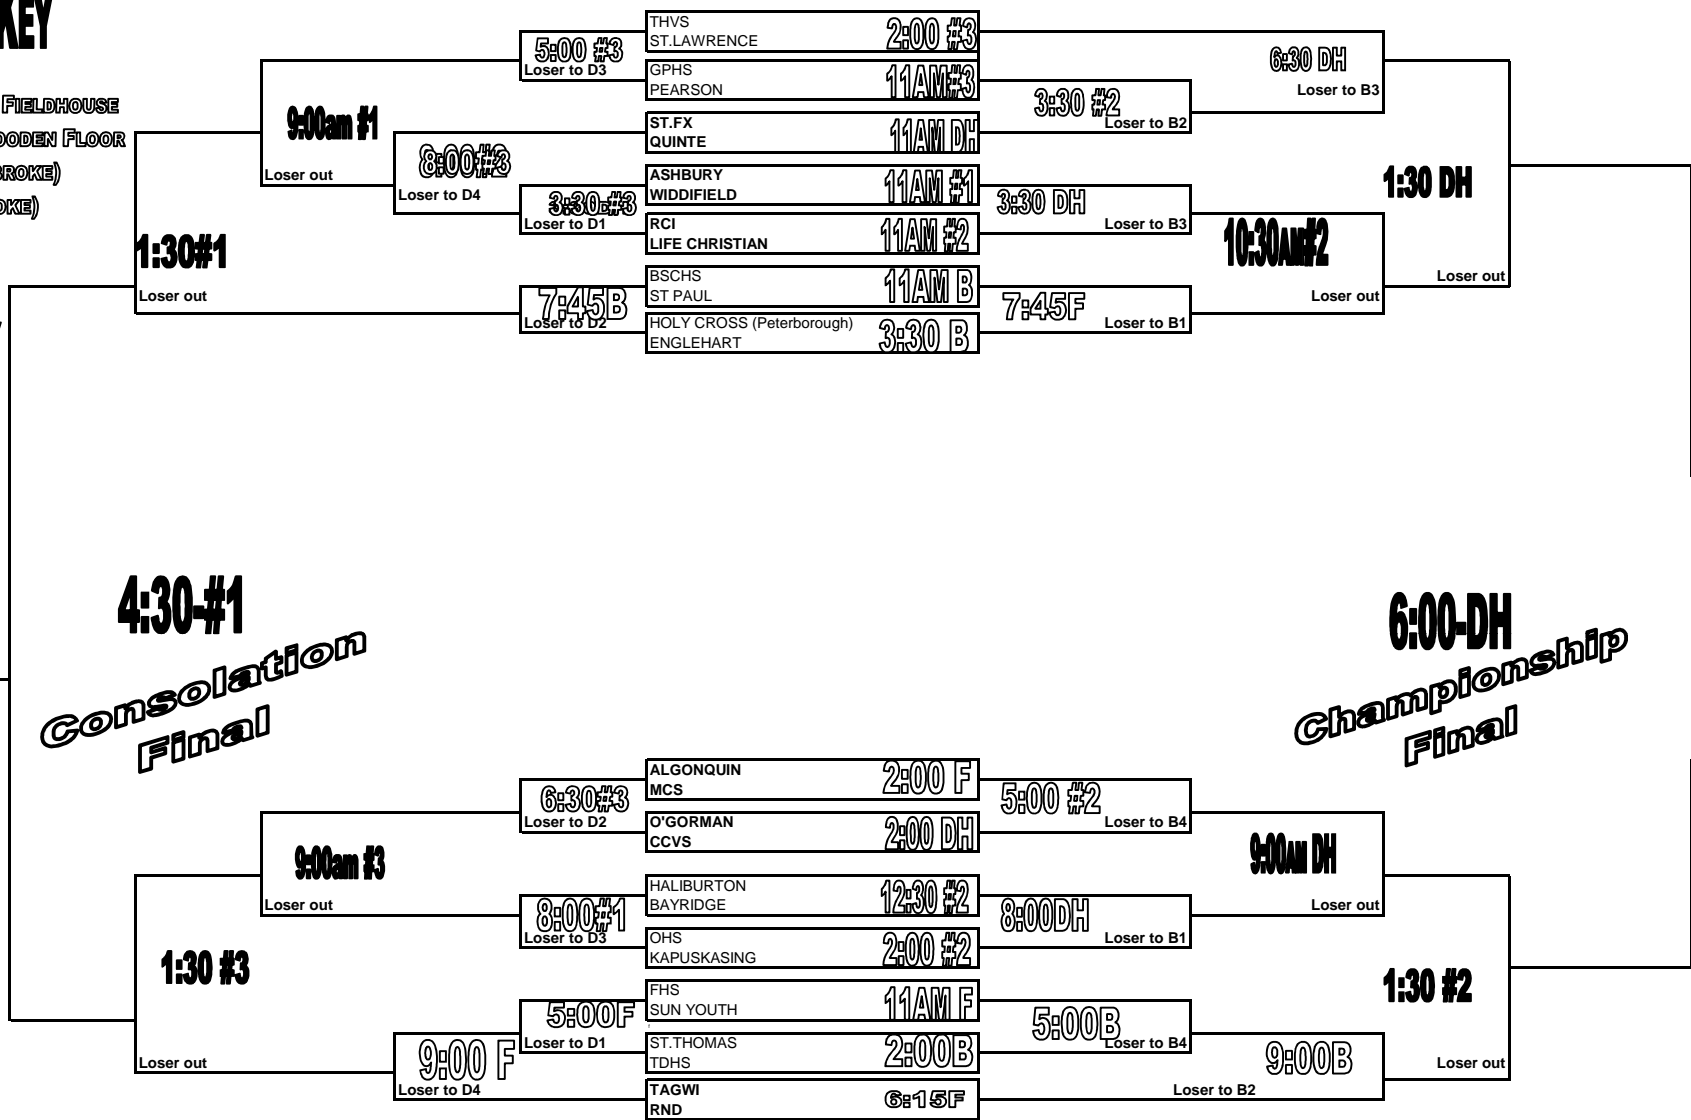 KEY
FIELDHOUSE
OODEN FLOOR
BROKE)
OKE)
THVS
ST.LAWRENCE
2:00 #3
GPHS
PEARSON
11AM#3
ST.FX
QUINTE
11AM DH
ASHBURY
WIDDIFIELD
11AM #1
RCI
LIFE CHRISTIAN
11AM #2
BSCHS
ST PAUL
11AM B
HOLY CROSS (Peterborough)
ENGLEHART
3:30 B
5:00 #3
Loser to D3
9:00am #1
Loser out
8:00#3
Loser to D4
3:30 #3
Loser to D1
1:30#1
Loser out
7:45B
Loser to D2
6:30 DH
Loser to B3
3:30 #2
Loser to B2
3:30 DH
Loser to B3
1:30 DH
Loser out
10:30AM#2
Loser out
7:45F
Loser to B1
4:30-#1
Consolation
Final
6:00-DH
Championship
Final
ALGONQUIN
MCS
2:00 F
O'GORMAN
CCVS
2:00 DH
HALIBURTON
BAYRIDGE
12:30 #2
OHS
KAPUSKASING
2:00 #2
FHS
SUN YOUTH
11AM F
ST.THOMAS
TDHS
2:00B
TAGWI
RND
6:15F
6:30#3
Loser to D2
9:00am #3
Loser out
8:00#1
Loser to D3
1:30 #3
Loser out
5:00F
Loser to D1
9:00 F
Loser to D4
5:00 #2
Loser to B4
9:00AM DH
Loser out
8:00DH
Loser to B1
1:30 #2
Loser out
5:00B
Loser to B4
9:00B
Loser to B2